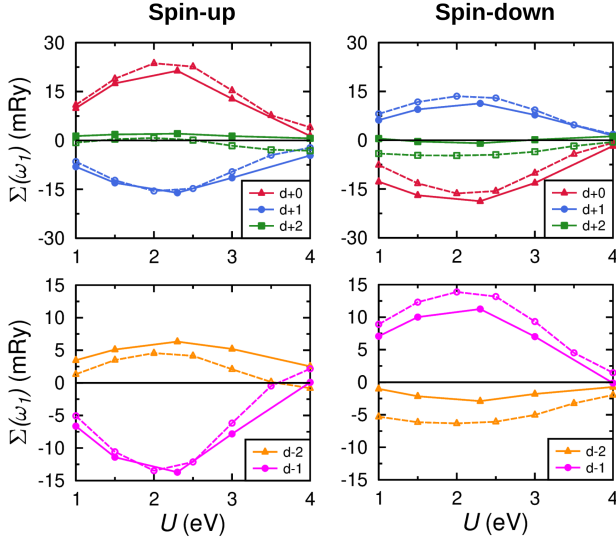 Spin-up
Spin-down
Σ(ω₁) (mRy)
30
15
0
-15
-30
1 2 3 4
d+0
d+1
d+2
30
15
0
-15
-30
1 2 3 4
d+0
d+1
d+2
Σ(ω₁) (mRy)
15
10
5
0
-5
-10
-15
1 2 3 4
U (eV)
d-2
d-1
15
10
5
0
-5
-10
-15
1 2 3 4
U (eV)
d-2
d-1